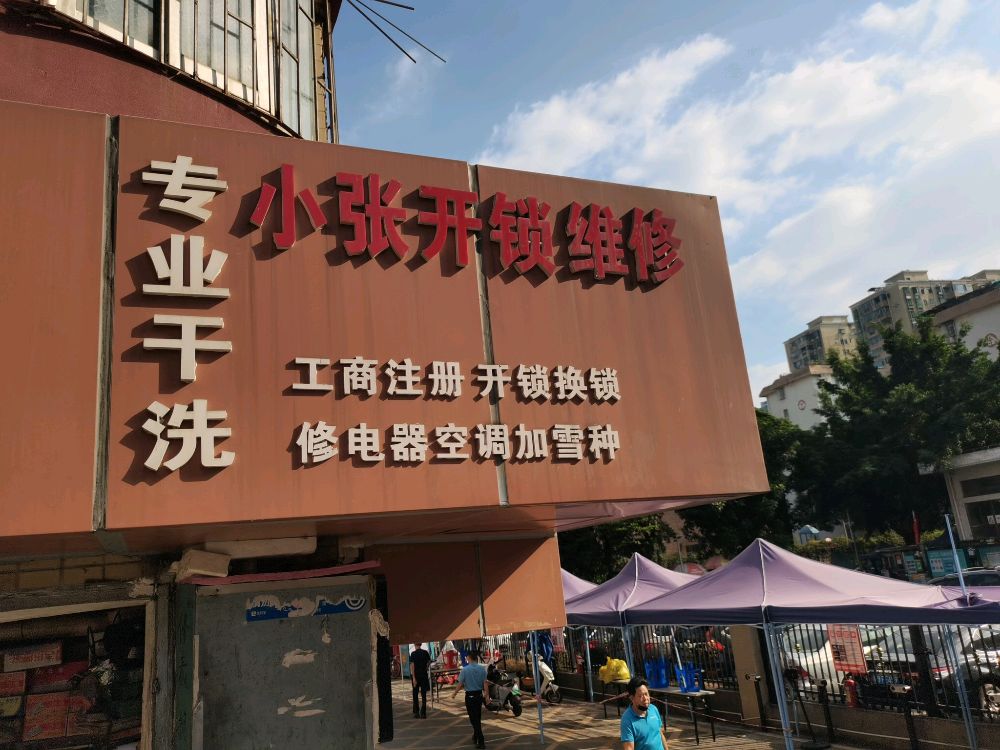 专业干洗
小张开锁维修
工商注册 开锁换锁
修电器空调加雪种